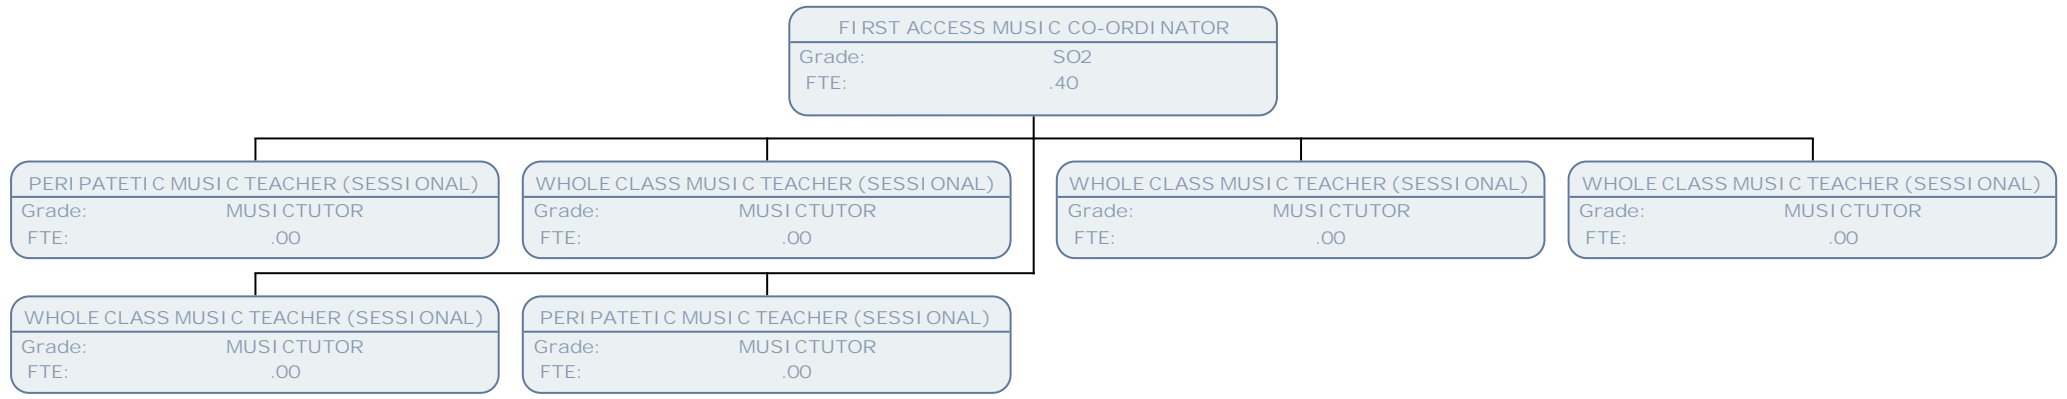 FIRST ACCESS MUSIC CO-ORDINATOR
Grade: SO2
FTE: .40
PERIPATETIC MUSIC TEACHER (SESSIONAL)
Grade: MUSICTUTOR
FTE: .00
WHOLE CLASS MUSIC TEACHER (SESSIONAL)
Grade: MUSICTUTOR
FTE: .00
WHOLE CLASS MUSIC TEACHER (SESSIONAL)
Grade: MUSICTUTOR
FTE: .00
WHOLE CLASS MUSIC TEACHER (SESSIONAL)
Grade: MUSICTUTOR
FTE: .00
WHOLE CLASS MUSIC TEACHER (SESSIONAL)
Grade: MUSICTUTOR
FTE: .00
PERIPATETIC MUSIC TEACHER (SESSIONAL)
Grade: MUSICTUTOR
FTE: .00